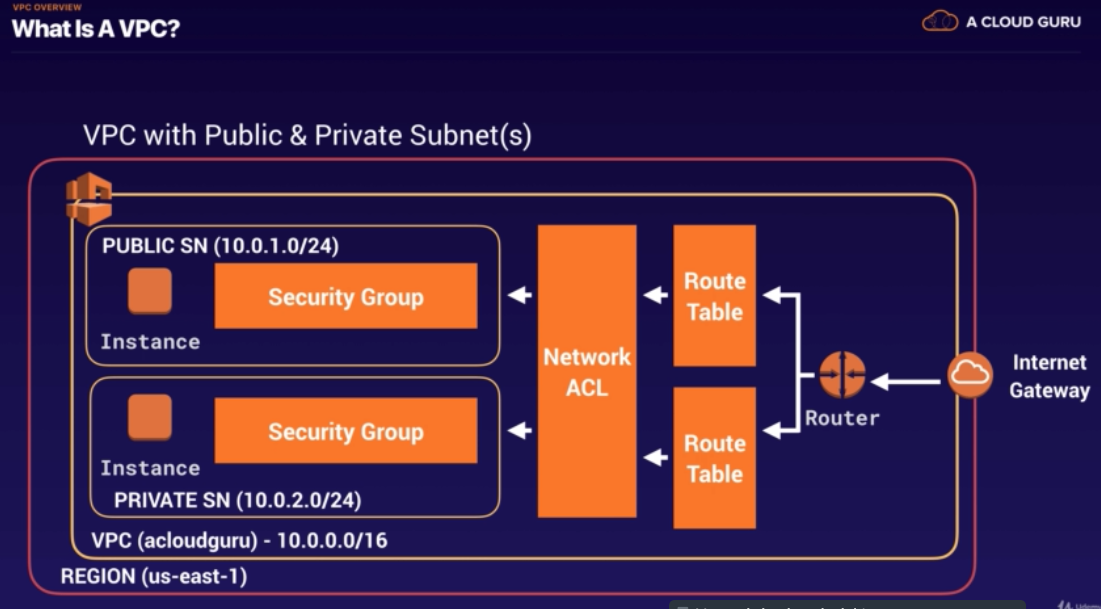 VPC OVERVIEW
What Is A VPC?
A CLOUD GURU
VPC with Public & Private Subnet(s)
PUBLIC SN (10.0.1.0/24)
Security Group
Instance
Security Group
Instance
PRIVATE SN (10.0.2.0/24)
Network
ACL
Route
Table
Route
Table
Router
Internet
Gateway
VPC (acloudguru) - 10.0.0.0/16
REGION (us-east-1)